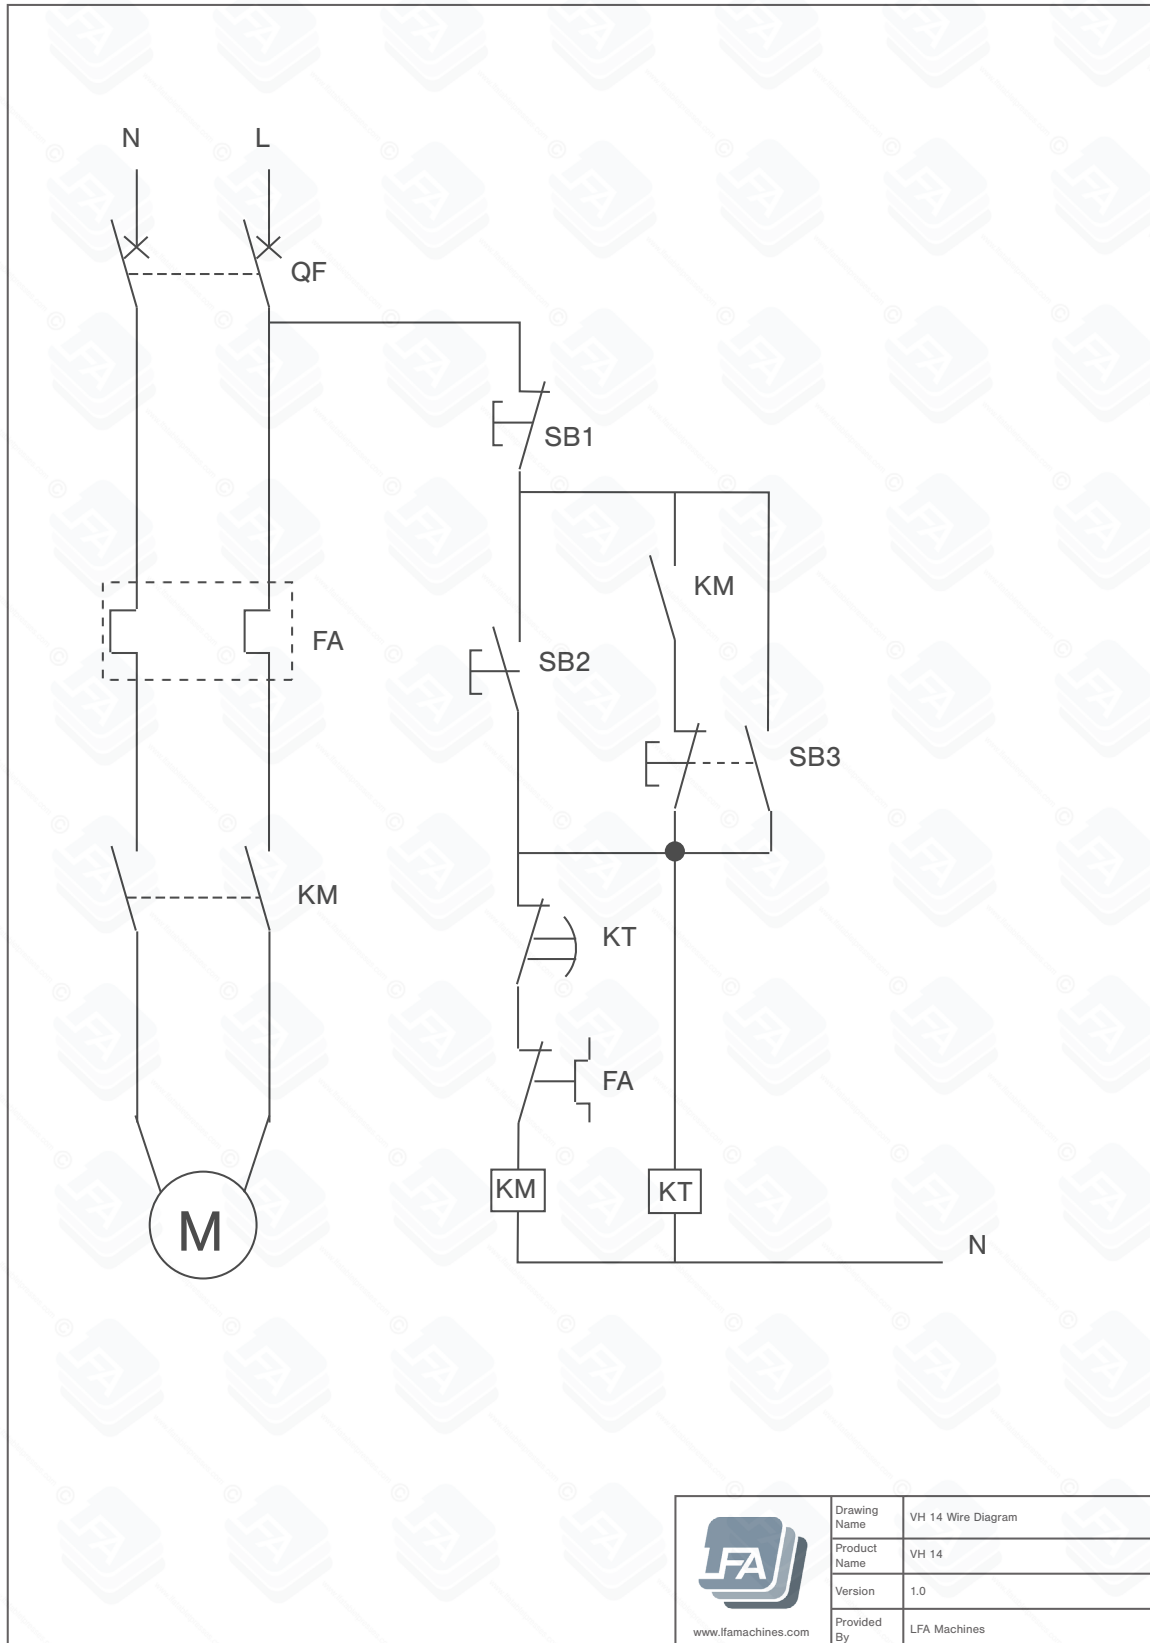 N
L
QF
SB1
KM
SB2
SB3
FA
KM
KT
FA
KM
KT
M
N
LFA
www.lfamachines.com
Drawing
Name
VH 14 Wire Diagram
Product
Name
VH 14
Version
1.0
Provided
By
LFA Machines